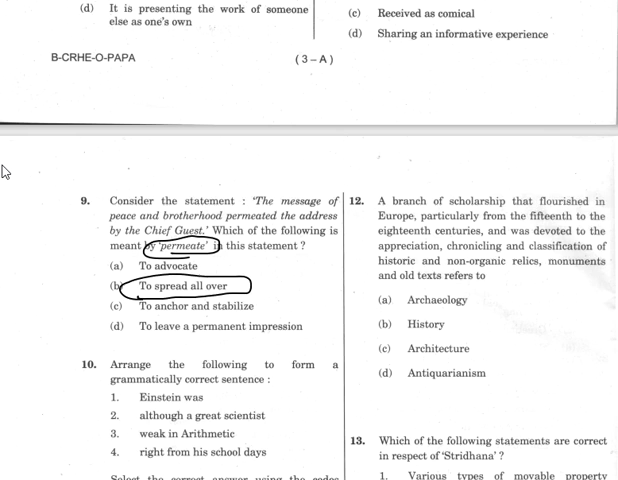 (d) It is presenting the work of someone
else as one's own
(c) Received as comical
(d) Sharing an informative experience
B-CRHE-O-PAPA
( 3 – A )
9. Consider the statement : 'The message of
peace and brotherhood permeated the address
by the Chief Guest.' Which of the following is
meant by 'permeate' in this statement ?
(a) To advocate
(b) To spread all over
(c) To anchor and stabilize
(d) To leave a permanent impression
10. Arrange the following to form a
grammatically correct sentence :
1. Einstein was
2. although a great scientist
3. weak in Arithmetic
4. right from his school days
Select the correct answer using the codes
12. A branch of scholarship that flourished in
Europe, particularly from the fifteenth to the
eighteenth centuries, and was devoted to the
appreciation, chronicling and classification of
historic and non-organic relics, monuments
and old texts refers to
(a) Archaeology
(b) History
(c) Architecture
(d) Antiquarianism
13. Which of the following statements are correct
in respect of 'Stridhana' ?
1. Various types of movable property